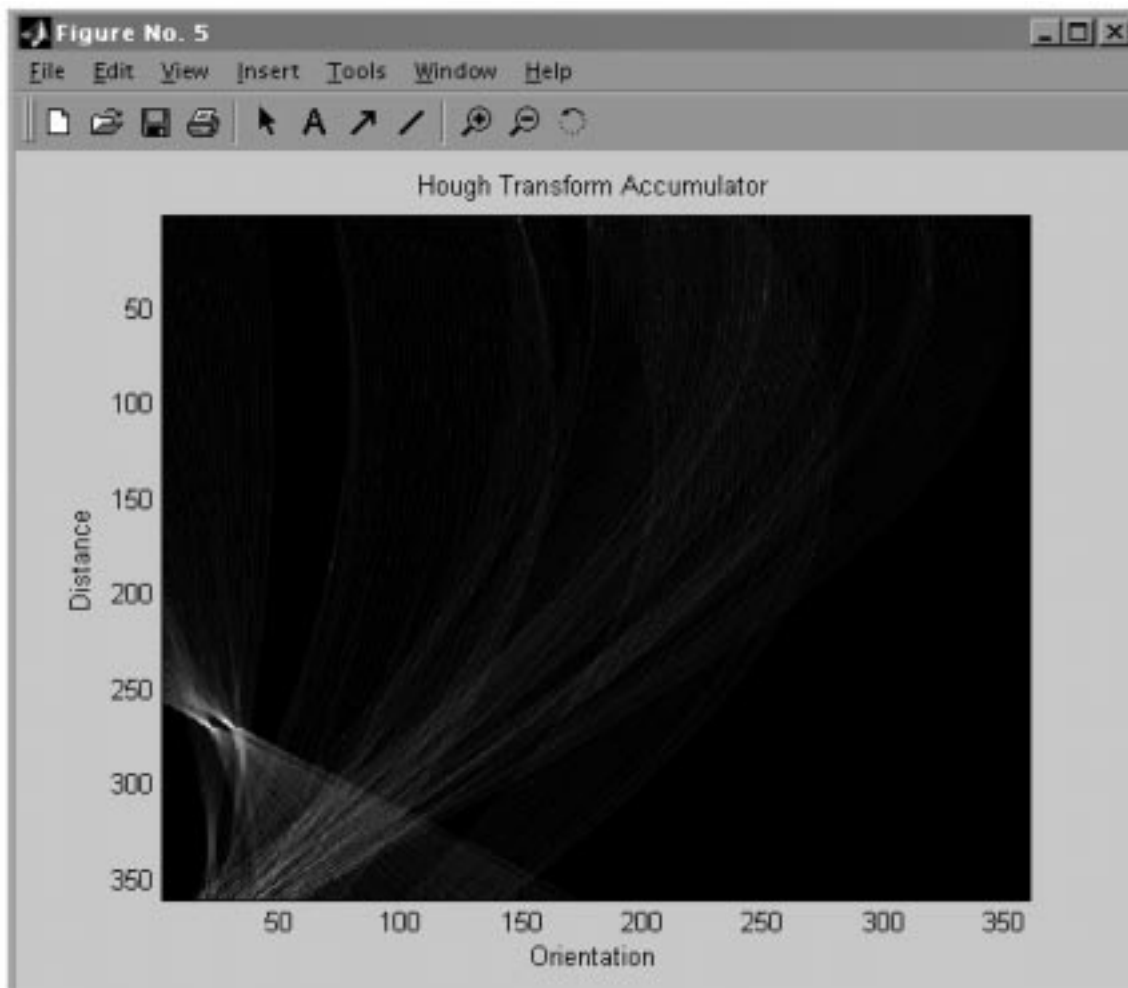 Figure No. 5
File Edit View Insert Tools Window Help
A
Hough Transform Accumulator
50
100
150
200
250
300
350
Distance
50 100 150 200 250 300 350
Orientation